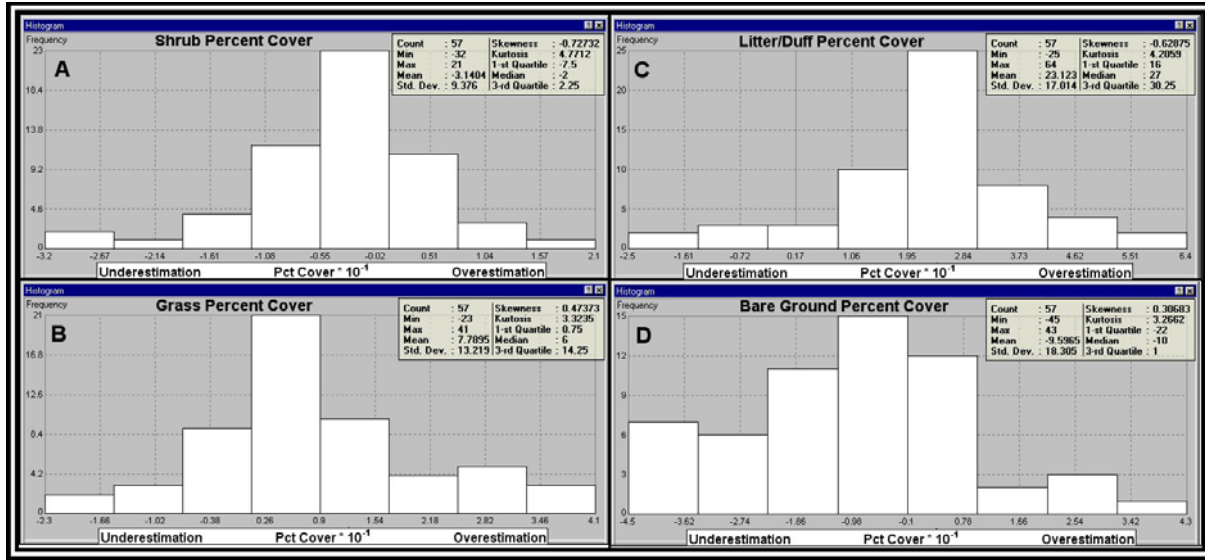 Histogram
Frequency
Shrub Percent Cover
A
Count : 57 Skewness : -0.72732
Min : -32 Kurtosis : 4.7712
Max : 21 1-st Quartile : -7.5
Mean : -3.1404 Median : -2
Std. Dev. : 9.376 3-rd Quartile : 2.25
23
18.4
13.8
9.2
4.6
0
-3.2 -2.67 -2.14 -1.61 -1.08 -0.55 -0.02 0.51 1.04 1.57 2.1
Underestimation Pct Cover * 10-1 Overestimation
Histogram
Frequency
Litter/Duff Percent Cover
C
Count : 57 Skewness : -0.62875
Min : -25 Kurtosis : 4.2059
Max : 64 1-st Quartile : 16
Mean : 23.123 Median : 27
Std. Dev. : 17.014 3-rd Quartile : 30.25
25
20
15
10
5
0
-2.5 -1.61 -0.72 0.17 1.06 1.95 2.84 3.73 4.62 5.51 6.4
Underestimation Pct Cover * 10-1 Overestimation
Histogram
Frequency
Grass Percent Cover
B
Count : 57 Skewness : 0.47373
Min : -23 Kurtosis : 3.3235
Max : 41 1-st Quartile : 0.75
Mean : 7.7895 Median : 6
Std. Dev. : 13.219 3-rd Quartile : 14.25
21
16.8
12.6
8.4
4.2
0
-2.3 -1.66 -1.02 -0.38 0.26 0.9 1.54 2.18 2.82 3.46 4.1
Underestimation Pct Cover * 10-1 Overestimation
Histogram
Frequency
Bare Ground Percent Cover
D
Count : 57 Skewness : 0.30683
Min : -45 Kurtosis : 3.2662
Max : 43 1-st Quartile : -22
Mean : -9.5965 Median : -10
Std. Dev. : 18.305 3-rd Quartile : 1
15
12
9
6
3
0
-4.5 -3.62 -2.74 -1.86 -0.98 -0.1 0.78 1.66 2.54 3.42 4.3
Underestimation Pct Cover * 10-1 Overestimation